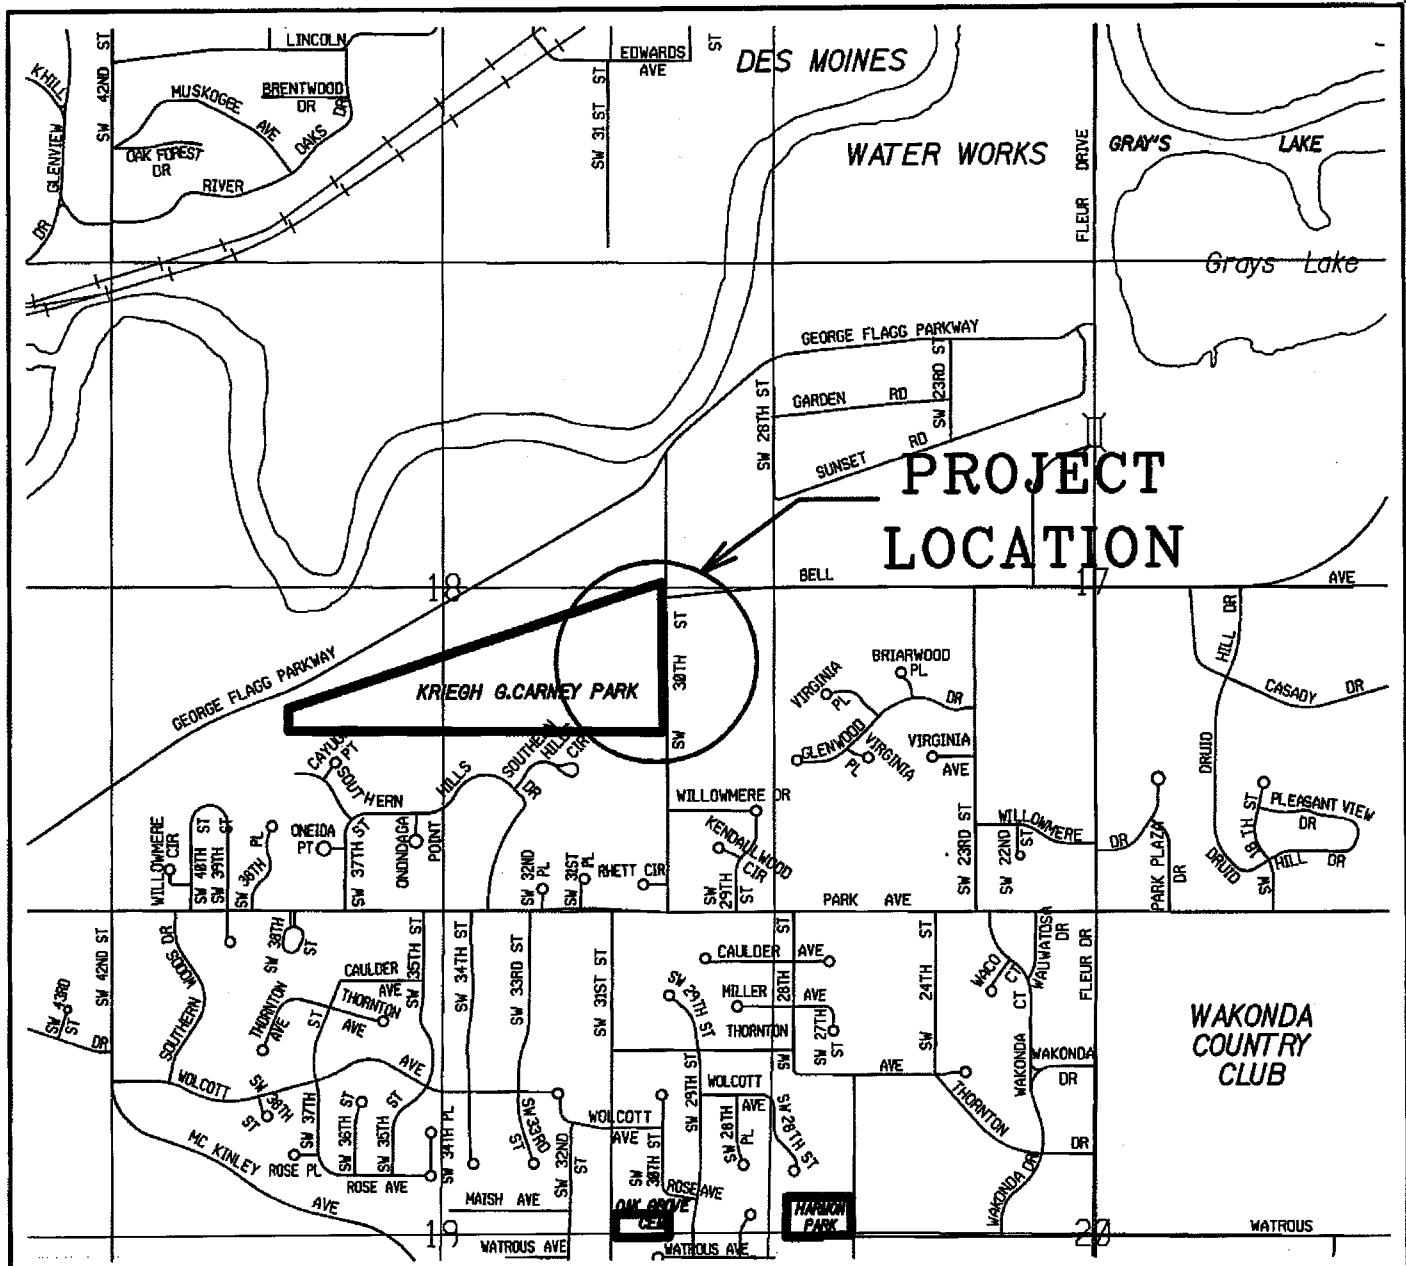 LINCOLN
SW 42ND ST
KHILL
GLENVIEW
DR
MUSKOGEE
AVE
BRENTWOOD
DR
OAKS
DR
OAK FOREST
DR
RIVER
EDWARDS
AVE
ST
SW 31ST ST
DES MOINES
WATER WORKS
FLEUR DRIVE
GRAY'S LAKE
Grays Lake
GEORGE FLAGG PARKWAY
SW 28TH ST
GARDEN RD
SW 23RD ST
SUNSET RD
PROJECT
LOCATION
18
BELL
17
AVE
GEORGE FLAGG PARKWAY
KRIEGH G.CARNEY PARK
SW 30TH ST
VIRGINIA
PL
BRIARWOOD
PL
DR
GLENWOOD
VIRGINIA
PL
VIRGINIA
AVE
HILL DR
CASADY DR
DRUID
PT
SOUTHERN
HILLS
SOUTHERN
HILLS
CIR
DR
WILLOWMERE DR
KENDALLWOOD
CIR
WILLOWMERE
CIR
SW 40TH ST
SW 39TH ST
SW 38TH PL
ONEIDA
PT
SW 37TH ST
ONONDAGA
POINT
SW 32ND
PL
SW 31ST
PL
RHETT CIR
SW 29TH
ST
SW 23RD ST
WILLOWMERE DR
SW 22ND
ST
PARK PLAZA
DR
DRUID
HILL DR
SW 18TH ST
PLEASANT VIEW
DR
PARK AVE
SW 42ND ST
SW 43RD
ST
DR
SOUTHERN
WOODS
DR
SW 38TH
ST
CAULDER
AVE
THORNTON
AVE
THORNTON
AVE
ST
SW 35TH ST
SW 34TH ST
SW 33RD ST
SW 31ST ST
CAULDER AVE
SW 29TH ST
MILLER AVE
THORNTON
SW 28TH ST
SW 27TH
ST
SW 24TH ST
AVE
WACO
CT
WAUWATOSA
DR
FLEUR DR
WAKONDA CT
WAKONDA
DR
WAKONDA
COUNTRY
CLUB
WOLCOTT
AVE
SW 38TH
ST
SW 37TH
SW 36TH ST
SW 35TH ST
SW 34TH PL
SW 33RD
ST
SW 32ND
ST
WOLCOTT
AVE
SW 30TH ST
SW 29TH ST
WOLCOTT
AVE
SW 28TH
PL
SW 28TH ST
THORNTON
DR
WAKONDA DR
MC KINLEY
AVE
ROSE PL
ROSE AVE
MAISH AVE
ROSE AVE
HARMON
PARK
19
WATROUS AVE
WATROUS AVE
20
WATROUS